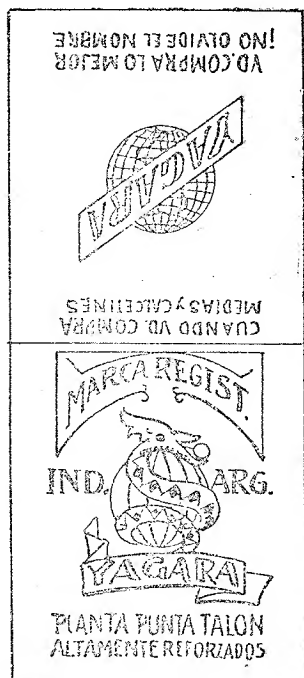 CUANDO VD. COMPRA
MEDIAS y CALCETINES
YAGARA
VD. COMPRA LO MEJOR
¡NO OLVIDE EL NOMBRE
MARCA REGIST.
IND. ARG.
YAGARA
PLANTA PUNTA TALON
ALTAMENTE REFORZADOS